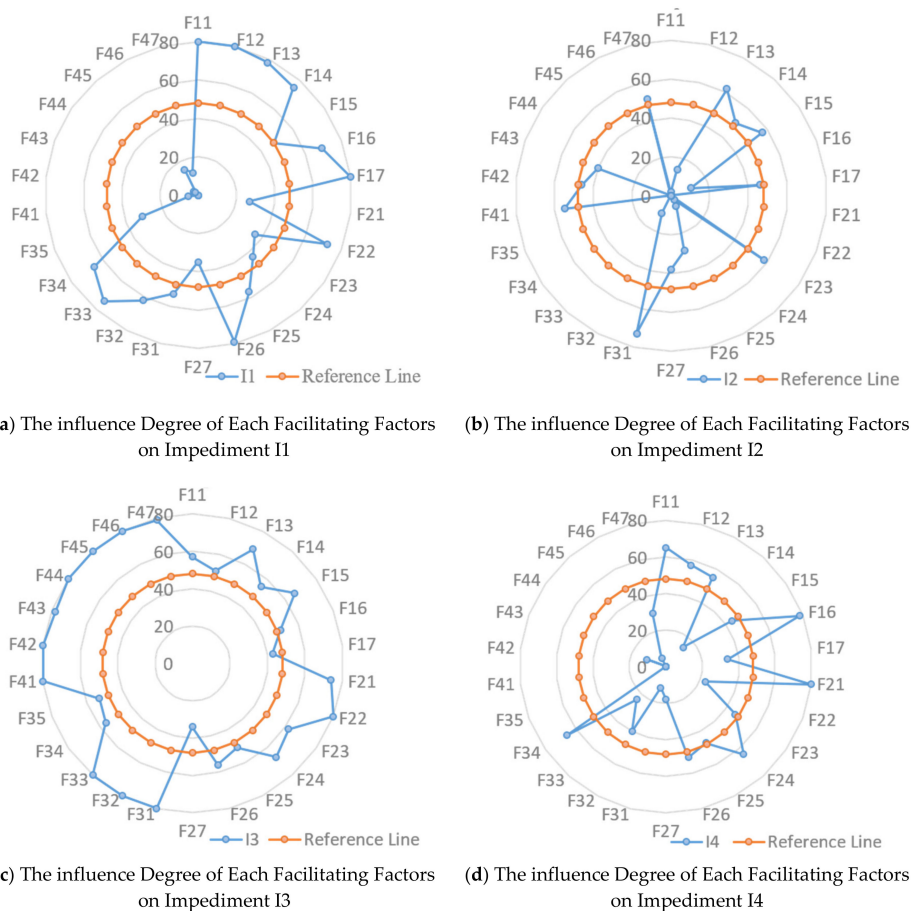 F11
F47 F12
F46 F13
F45 F14
F44 F15
F43 F16
F42 F17
F41 F21
F35 F22
F34 F23
F33 F24
F32 F25
F31 F26
F27
80
60
40
20
0
I1 Reference Line
a) The influence Degree of Each Facilitating Factors
on Impediment I1
F11
F47 F12
F46 F13
F45 F14
F44 F15
F43 F16
F42 F17
F41 F21
F35 F22
F34 F23
F33 F24
F32 F25
F31 F26
F27
80
60
40
20
0
I2 Reference Line
(b) The influence Degree of Each Facilitating Factors
on Impediment I2
F11
F47 F12
F46 F13
F45 F14
F44 F15
F43 F16
F42 F17
F41 F21
F35 F22
F34 F23
F33 F24
F32 F25
F31 F26
F27
80
60
40
20
0
I3 Reference Line
c) The influence Degree of Each Facilitating Factors
on Impediment I3
F11
F47 F12
F46 F13
F45 F14
F44 F15
F43 F16
F42 F17
F41 F21
F35 F22
F34 F23
F33 F24
F32 F25
F31 F26
F27
80
60
40
20
0
I4 Reference Line
(d) The influence Degree of Each Facilitating Factors
on Impediment I4